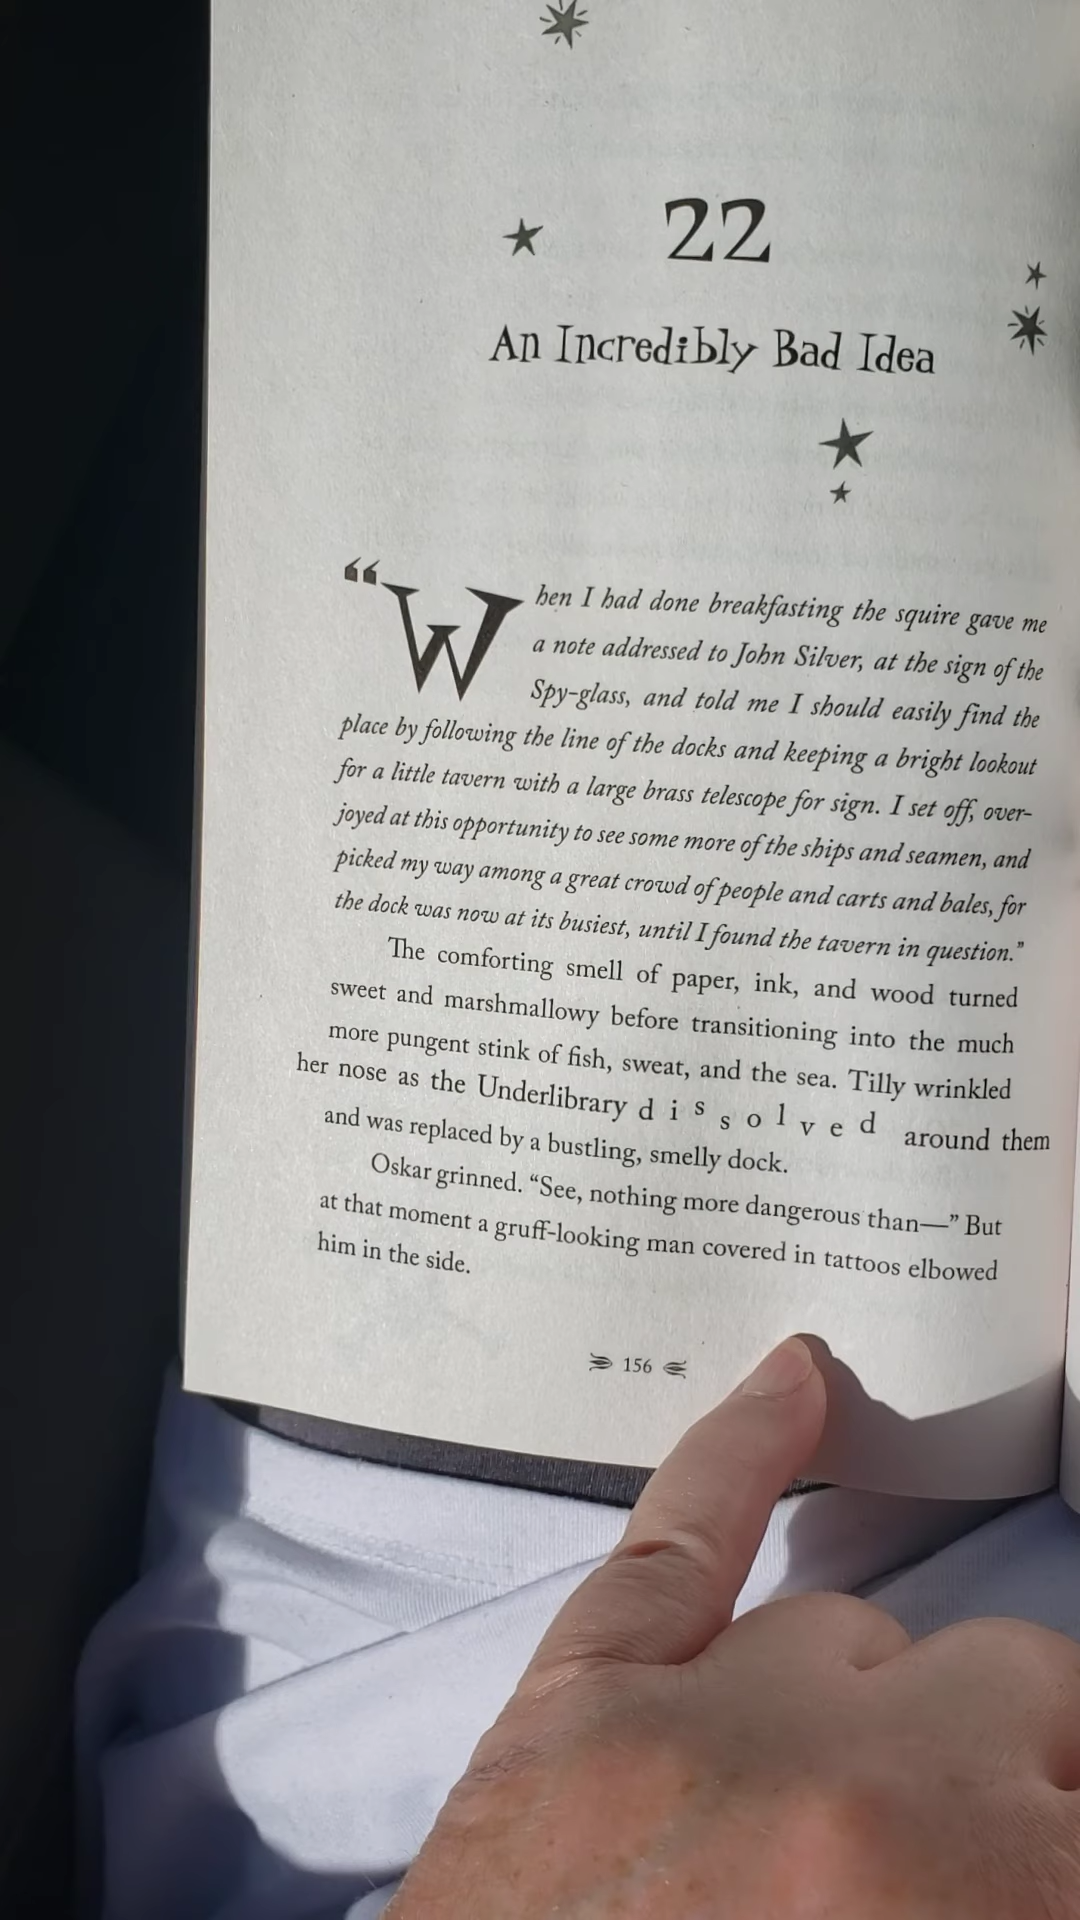 22
An Incredibly Bad Idea
“When I had done breakfasting the squire gave me
a note addressed to John Silver, at the sign of the
Spy-glass, and told me I should easily find the
place by following the line of the docks and keeping a bright lookout
for a little tavern with a large brass telescope for sign. I set off, over-
joyed at this opportunity to see some more of the ships and seamen, and
picked my way among a great crowd of people and carts and bales, for
the dock was now at its busiest, until I found the tavern in question.”
The comforting smell of paper, ink, and wood turned
sweet and marshmallowy before transitioning into the much
more pungent stink of fish, sweat, and the sea. Tilly wrinkled
her nose as the Underlibrary d i s s o l v e d around them
and was replaced by a bustling, smelly dock.
Oskar grinned. “See, nothing more dangerous than—” But
at that moment a gruff-looking man covered in tattoos elbowed
him in the side.
156